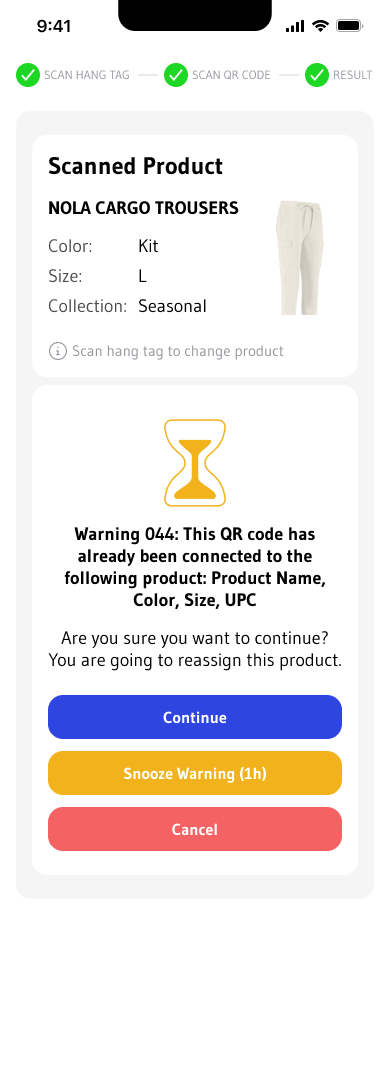 9:41
SCAN HANG TAG
SCAN QR CODE
RESULT
Scanned Product
NOLA CARGO TROUSERS
Color: Kit
Size: L
Collection: Seasonal
Scan hang tag to change product
Warning 044: This QR code has
already been connected to the
following product: Product Name,
Color, Size, UPC
Are you sure you want to continue?
You are going to reassign this product.
Continue
Snooze Warning (1h)
Cancel